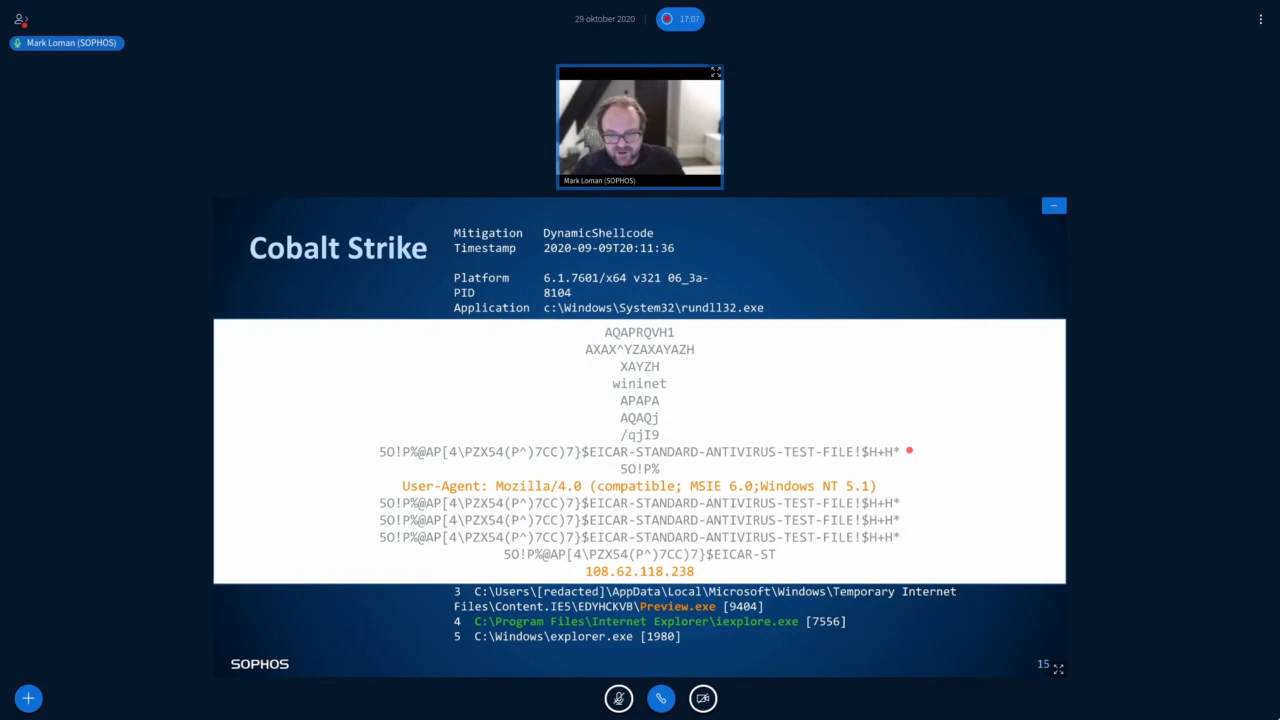 29 oktober 2020
17:07
Mark Loman (SOPHOS)
Mark Loman (SOPHOS)
Cobalt Strike
Mitigation DynamicShellcode
Timestamp 2020-09-09T20:11:36
Platform 6.1.7601/x64 v321 06_3a-
PID 8104
Application c:\Windows\System32\rundll32.exe
AQAPRQVH1
AXAX^YZAXAYAZH
XAYZH
wininet
APAPA
AQAQj
/qjI9
5O!P%@AP[4\PZX54(P^)7CC)7}$EICAR-STANDARD-ANTIVIRUS-TEST-FILE!$H+H*
5O!P%
User-Agent: Mozilla/4.0 (compatible; MSIE 6.0;Windows NT 5.1)
5O!P%@AP[4\PZX54(P^)7CC)7}$EICAR-STANDARD-ANTIVIRUS-TEST-FILE!$H+H*
5O!P%@AP[4\PZX54(P^)7CC)7}$EICAR-STANDARD-ANTIVIRUS-TEST-FILE!$H+H*
5O!P%@AP[4\PZX54(P^)7CC)7}$EICAR-STANDARD-ANTIVIRUS-TEST-FILE!$H+H*
5O!P%@AP[4\PZX54(P^)7CC)7}$EICAR-ST
108.62.118.238
3 C:\Users\[redacted]\AppData\Local\Microsoft\Windows\Temporary Internet
Files\Content.IE5\EDYHCKVB\Preview.exe [9404]
4 C:\Program Files\Internet Explorer\iexplore.exe [7556]
5 C:\Windows\explorer.exe [1980]
SOPHOS
15